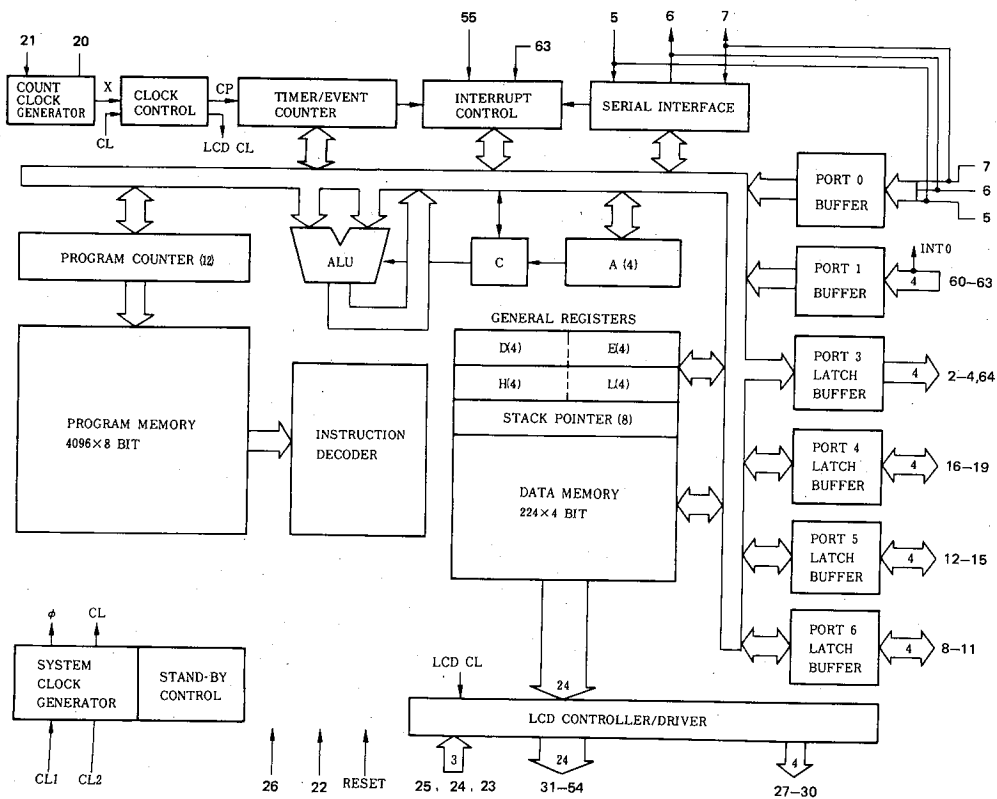 21
20
55
63
5
6
7
COUNT
CLOCK
GENERATOR
X
CL
CLOCK
CONTROL
CP
LCD CL
TIMER/EVENT
COUNTER
INTERRUPT
CONTROL
SERIAL INTERFACE
PORT 0
BUFFER
7
6
5
PROGRAM COUNTER (12)
ALU
C
A (4)
PORT 1
BUFFER
INT0
4
60–63
GENERAL REGISTERS
D(4)
E(4)
H(4)
L(4)
STACK POINTER (8)
PORT 3
LATCH
BUFFER
4
2–4,64
PROGRAM MEMORY
4096×8 BIT
INSTRUCTION
DECODER
DATA MEMORY
224×4 BIT
PORT 4
LATCH
BUFFER
4
16–19
PORT 5
LATCH
BUFFER
4
12–15
PORT 6
LATCH
BUFFER
4
8–11
φ
CL
SYSTEM
CLOCK
GENERATOR
STAND-BY
CONTROL
CL1
CL2
26
22
RESET
LCD CL
24
LCD CONTROLLER/DRIVER
3
25, 24, 23
24
31–54
4
27–30